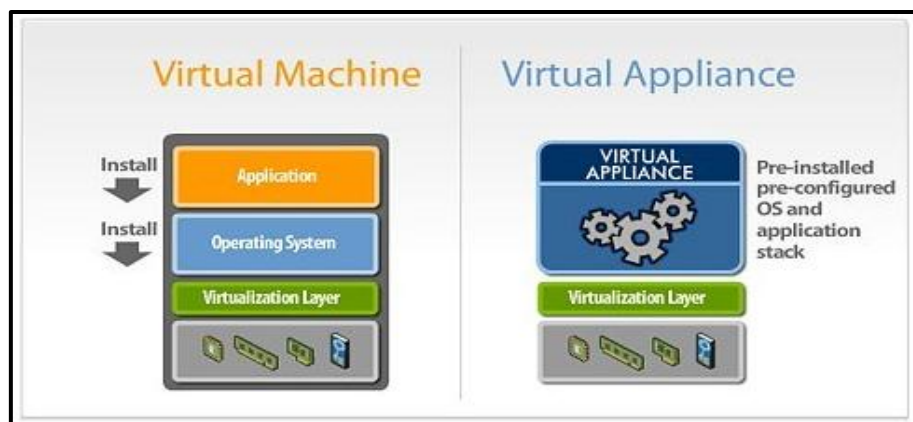 Virtual Machine
Install
Application
Install
Operating System
Virtualization Layer
Virtual Appliance
VIRTUAL
APPLIANCE
Pre-installed
pre-configured
OS and
application
stack
Virtualization Layer